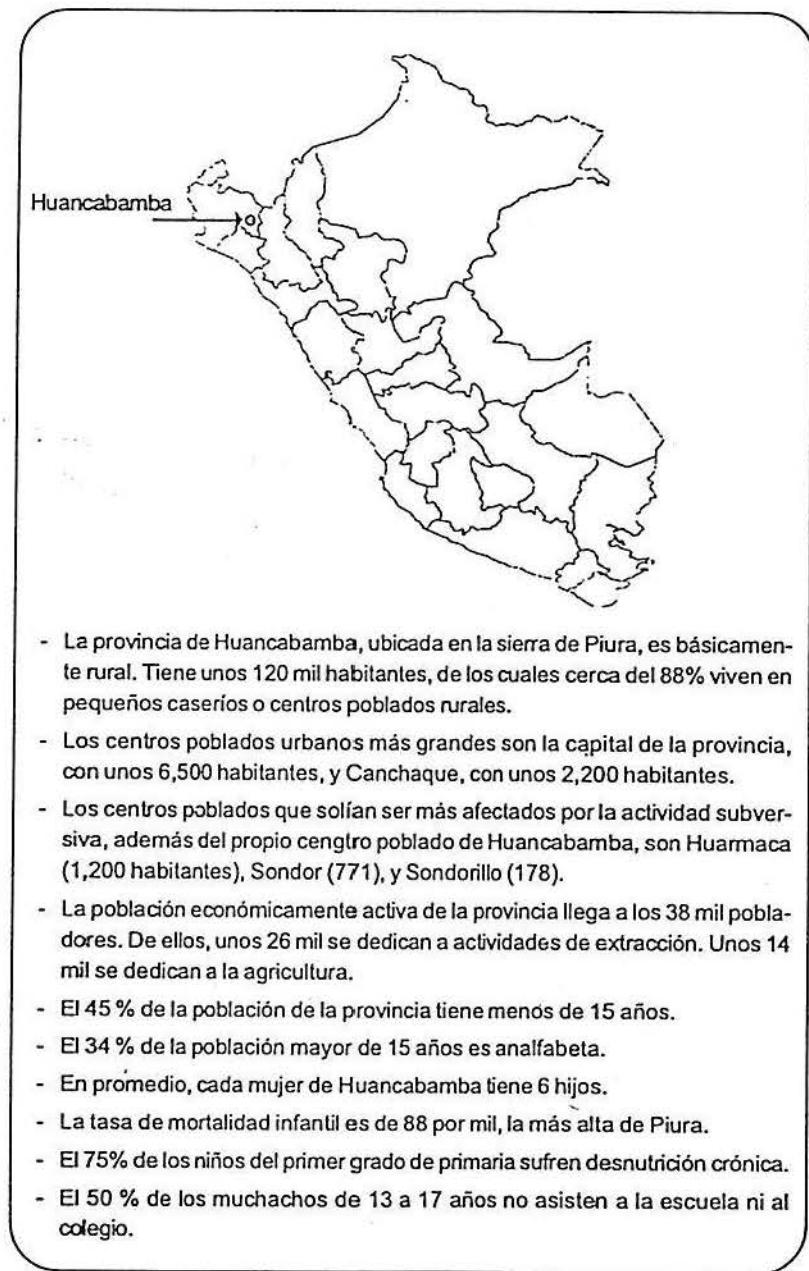 Huancabamba
- La provincia de Huancabamba, ubicada en la sierra de Piura, es básicamen-
te rural. Tiene unos 120 mil habitantes, de los cuales cerca del 88% viven en
pequeños caseríos o centros poblados rurales.
- Los centros poblados urbanos más grandes son la capital de la provincia,
con unos 6,500 habitantes, y Canchaque, con unos 2,200 habitantes.
- Los centros poblados que solían ser más afectados por la actividad subver-
siva, además del propio cengtro poblado de Huancabamba, son Huarmaca
(1,200 habitantes), Sondor (771), y Sondorillo (178).
- La población económicamente activa de la provincia llega a los 38 mil pobla-
dores. De ellos, unos 26 mil se dedican a actividades de extracción. Unos 14
mil se dedican a la agricultura.
- El 45 % de la población de la provincia tiene menos de 15 años.
- El 34 % de la población mayor de 15 años es analfabeta.
- En promedio, cada mujer de Huancabamba tiene 6 hijos.
- La tasa de mortalidad infantil es de 88 por mil, la más alta de Piura.
- El 75% de los niños del primer grado de primaria sufren desnutrición crónica.
- El 50 % de los muchachos de 13 a 17 años no asisten a la escuela ni al
colegio.